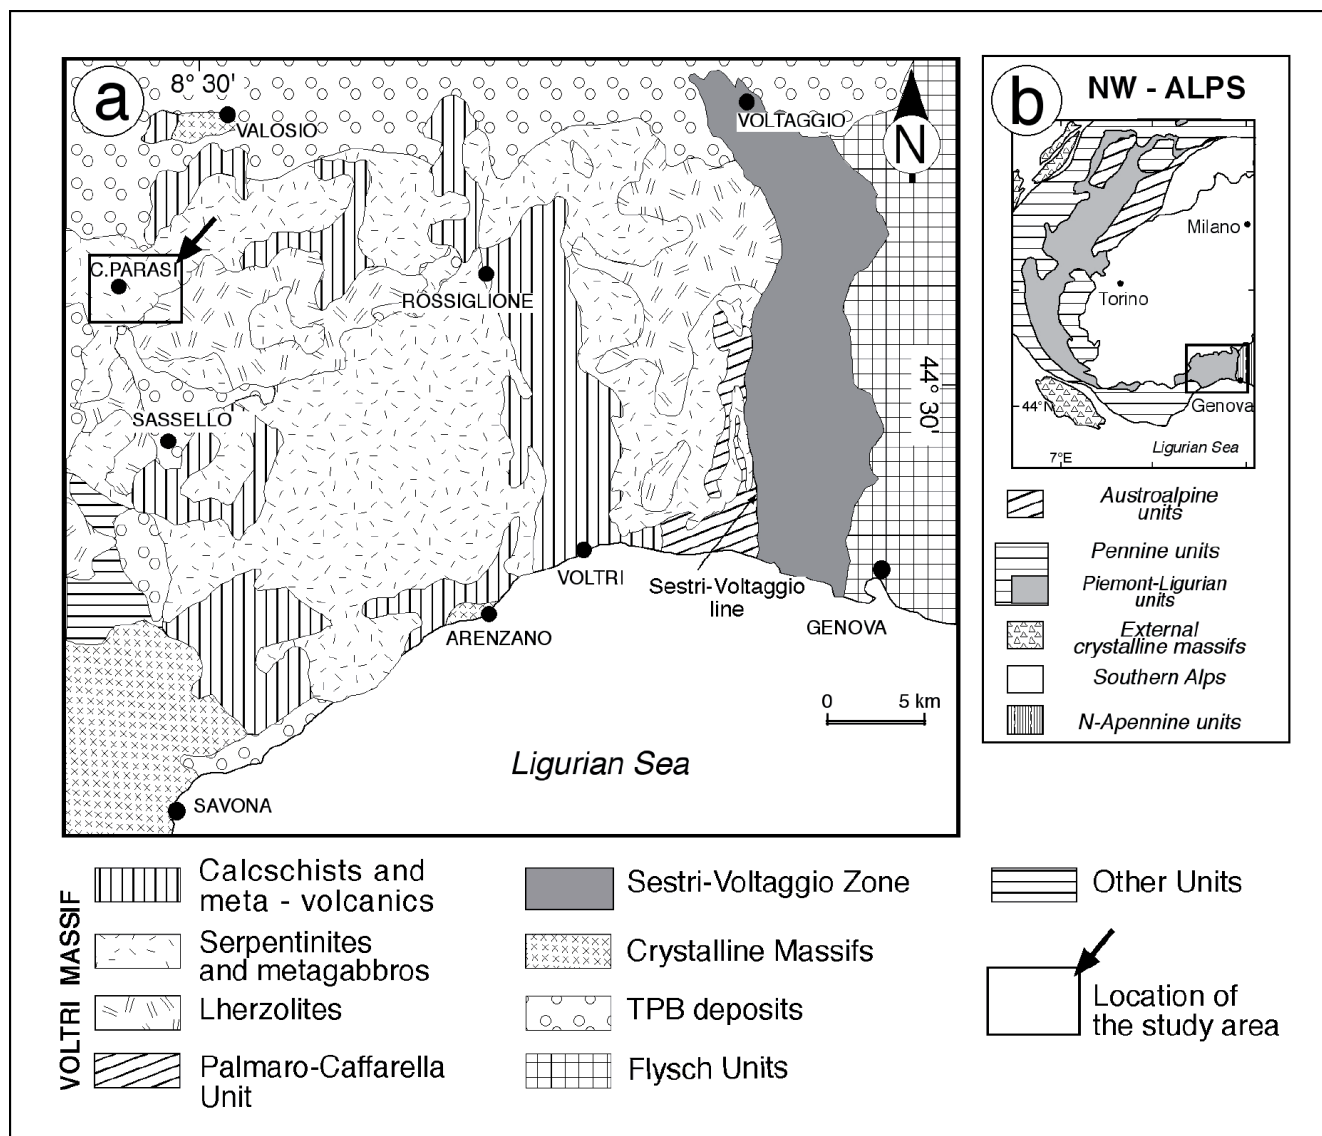 a
8° 30'
VALOSIO
VOLTAGGIO
N
C.PARASI
ROSSIGLIONE
44° 30'
SASSELLO
VOLTRI
Sestri-Voltaggio
line
ARENZANO
GENOVA
0 5 km
Ligurian Sea
SAVONA
b
NW - ALPS
Milano
Torino
44°N
Genova
Ligurian Sea
7°E
Austroalpine
units
Pennine units
Piemont-Ligurian
units
External
crystalline massifs
Southern Alps
N-Apennine units
VOLTRI MASSIF
Calcschists and
meta - volcanics
Serpentinites
and metagabbros
Lherzolites
Palmaro-Caffarella
Unit
Sestri-Voltaggio Zone
Crystalline Massifs
TPB deposits
Flysch Units
Other Units
Location of
the study area